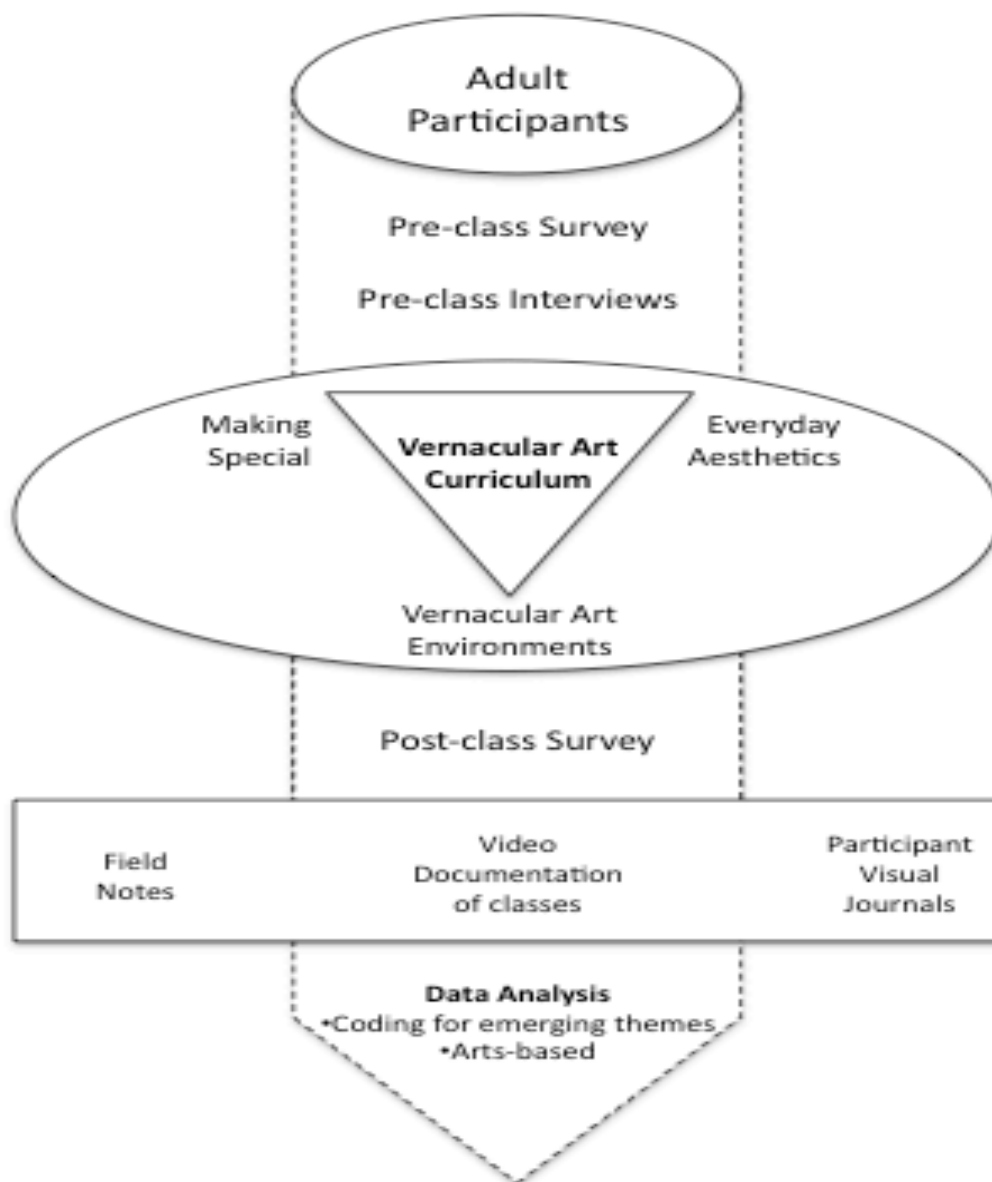 Adult
Participants
Pre-class Survey
Pre-class Interviews
Making
Special
Vernacular Art
Curriculum
Everyday
Aesthetics
Vernacular Art
Environments
Post-class Survey
Field
Notes
Video
Documentation
of classes
Participant
Visual
Journals
Data Analysis
•Coding for emerging themes
•Arts-based